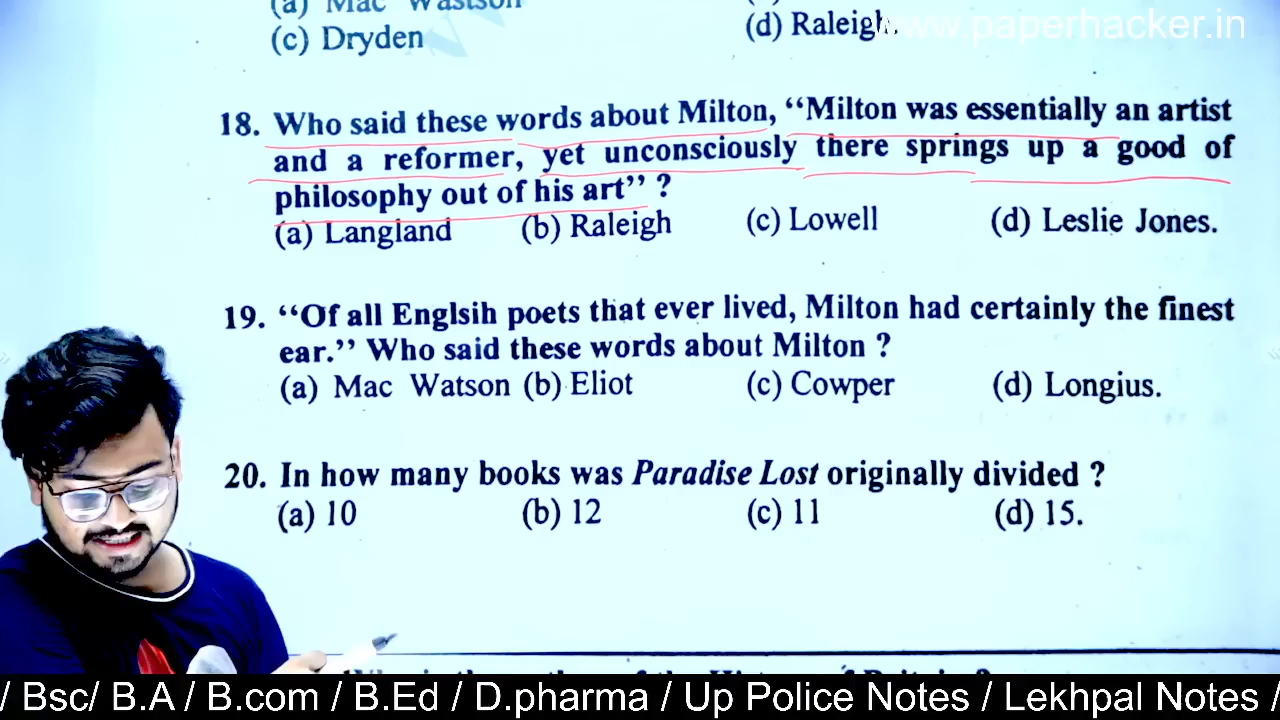 (a) Mac Wastson
(c) Dryden (d) Raleigh.
www.paperhacker.in
18. Who said these words about Milton, “Milton was essentially an artist
and a reformer, yet unconsciously there springs up a good of
philosophy out of his art” ?
(a) Langland (b) Raleigh (c) Lowell (d) Leslie Jones.
19. “Of all Englsih poets that ever lived, Milton had certainly the finest
ear.” Who said these words about Milton ?
(a) Mac Watson (b) Eliot (c) Cowper (d) Longius.
20. In how many books was Paradise Lost originally divided ?
(a) 10 (b) 12 (c) 11 (d) 15.
/ Bsc/ B.A / B.com / B.Ed / D.pharma / Up Police Notes / Lekhpal Notes /